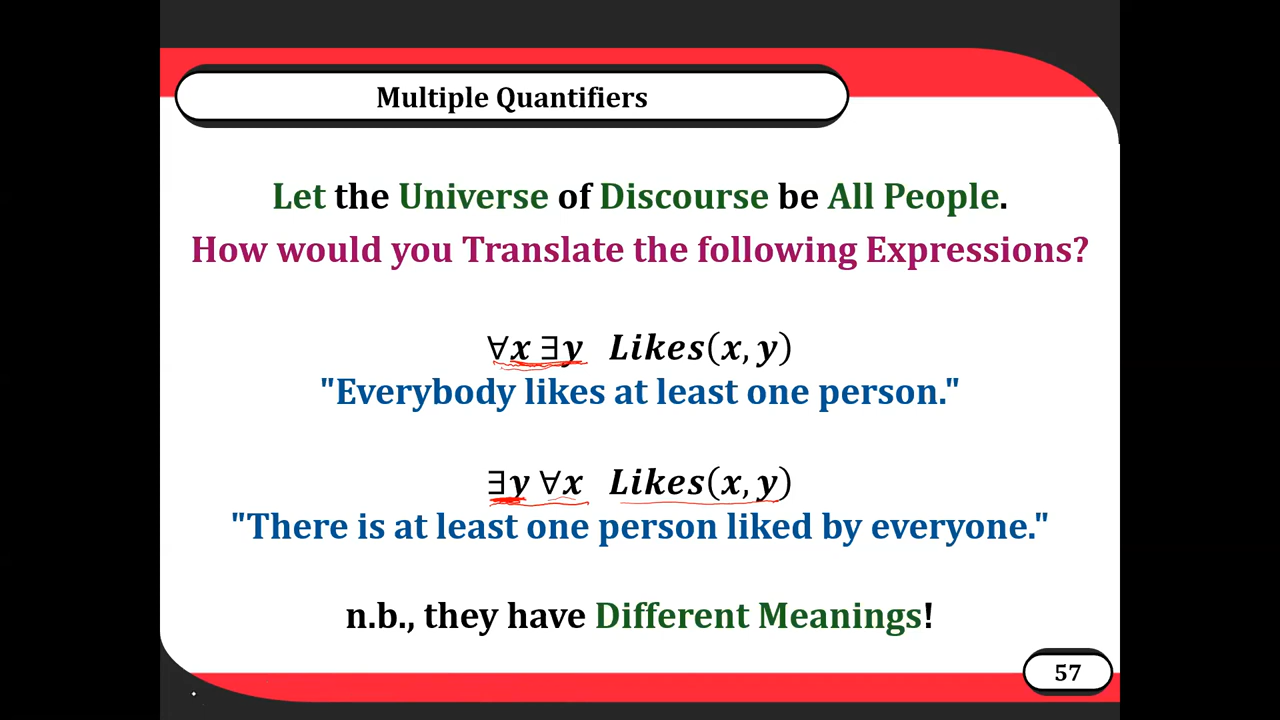 Multiple Quantifiers
Let the Universe of Discourse be All People.
How would you Translate the following Expressions?
∀x ∃y Likes(x, y)
"Everybody likes at least one person."
∃y ∀x Likes(x, y)
"There is at least one person liked by everyone."
n.b., they have Different Meanings!
57